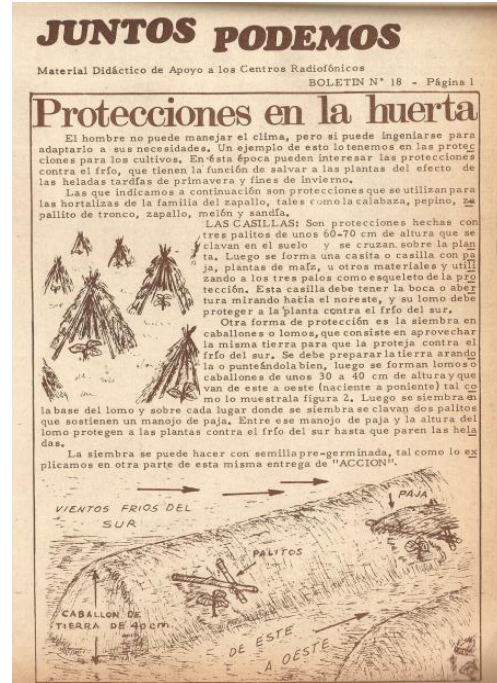 JUNTOS PODEMOS
Material Didáctico de Apoyo a los Centros Radiofónicos
BOLETIN N° 18 - Página 1
Protecciones en la huerta
El hombre no puede manejar el clima, pero si puede ingeniarse para
adaptarlo a sus necesidades. Un ejemplo de esto lo tenemos en las protec
ciones para los cultivos. En ésta época pueden interesar las protecciones
contra el frío, que tienen la función de salvar a las plantas del efecto de
las heladas tardías de primavera y fines de invierno.
Las que indicamos a continuación son protecciones que se utilizan para
las hortalizas de la familia del zapallo, tales como la calabaza, pepino, za
pallito de tronco, zapallo, melón y sandía.
LAS CASILLAS: Son protecciones hechas con
tres palitos de unos 60-70 cm de altura que se
clavan en el suelo y se cruzan sobre la plan
ta. Luego se forma una casita o casilla con pa
ja, plantas de maíz, u otros materiales y utili
zando a los tres palos como esqueleto de la pro
tección. Esta casilla debe tener la boca o aber
tura mirando hacia el noreste, y su lomo debe
proteger a la planta contra el frío del sur.
Otra forma de protección es la siembra en
caballones o lomos, que consiste en aprovechar
la misma tierra para que la proteja contra el
frío del sur. Se debe preparar la tierra arando
la o punteándola bien, luego se forman lomos o
caballones de unos 30 a 40 cm de altura y que
van de este a oeste (naciente a poniente) tal co
mo lo muestra la figura 2. Luego se siembra en
la base del lomo y sobre cada lugar donde se siembra se clavan dos palitos
que sostienen un manojo de paja. Entre ese manojo de paja y la altura del
lomo protegen a las plantas contra el frío del sur hasta que paren las hela
das.
La siembra se puede hacer con semilla pre-germinada, tal como lo ex
plicamos en otra parte de esta misma entrega de "ACCION".
VIENTOS FRIOS DEL
SUR
PAJA
PALITOS
CABALLON DE
TIERRA DE 40 cm.
DE ESTE
A OESTE